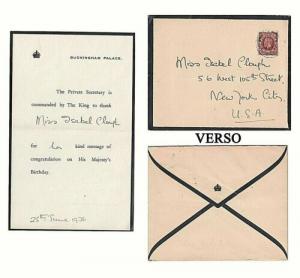 BUCKINGHAM PALACE.
The Private Secretary is
commanded by The King to thank
Miss Isabel Clough
for her kind message of
congratulation on His Majesty's
Birthday.
25th June 1936
Miss Isabel Clough
56 West 105th Street,
New York City,
U.S.A
VERSO